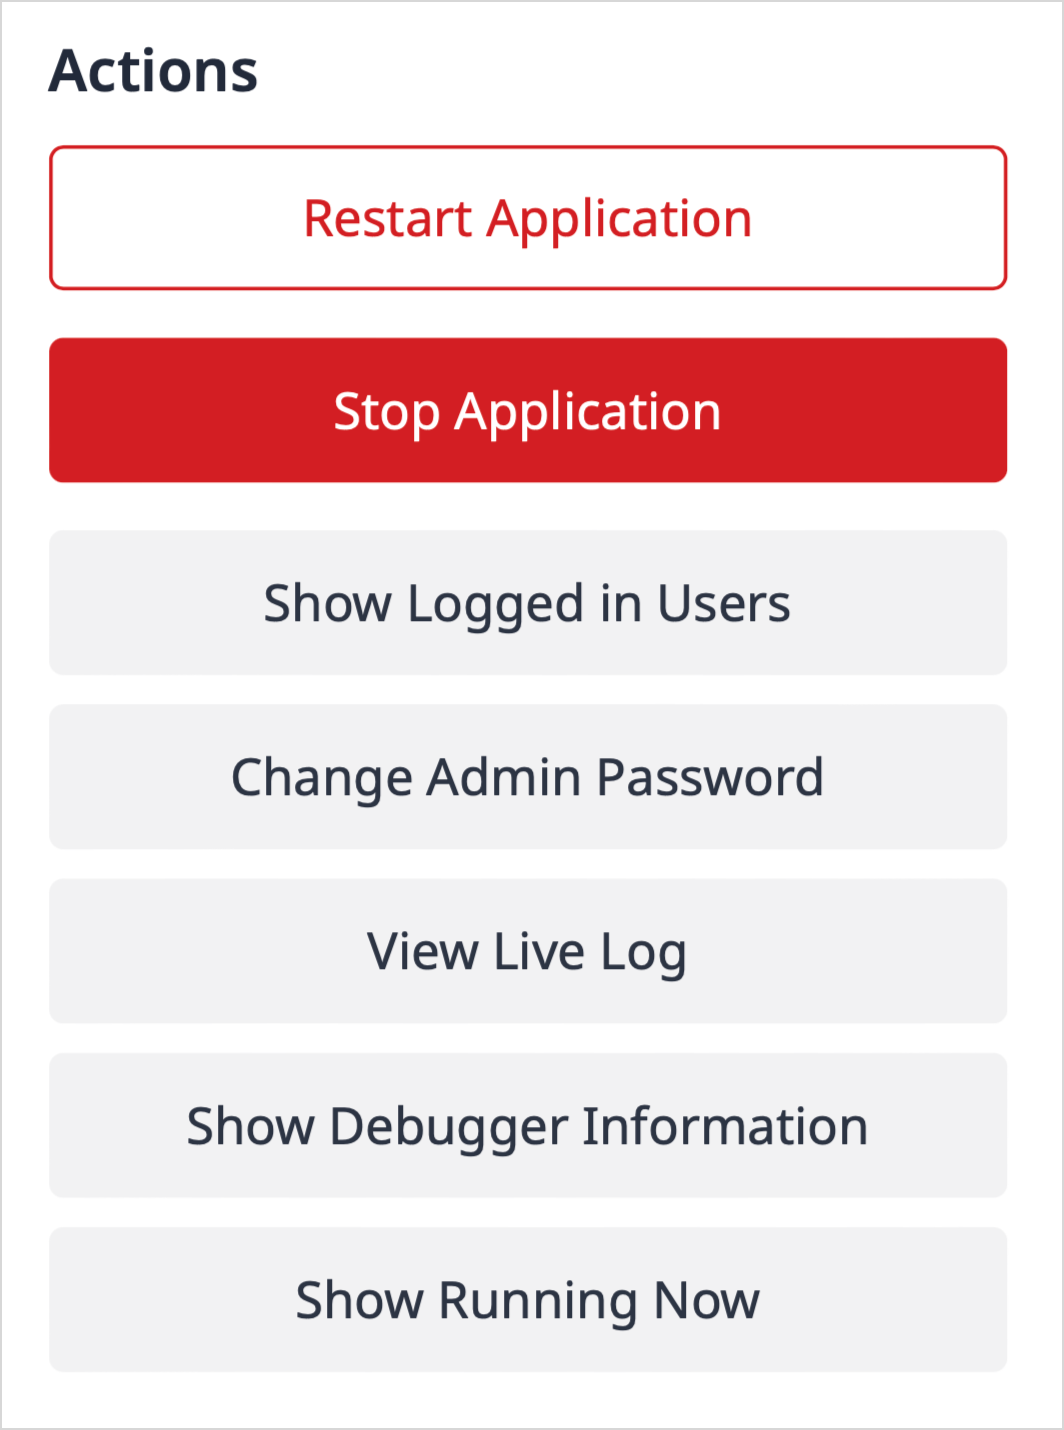 Actions
Restart Application
Stop Application
Show Logged in Users
Change Admin Password
View Live Log
Show Debugger Information
Show Running Now